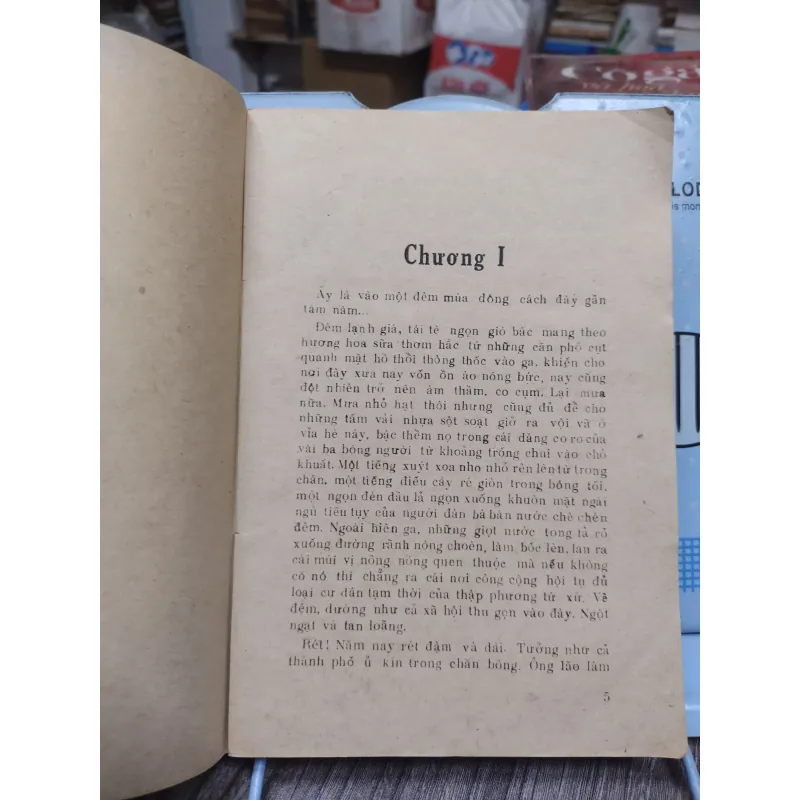 Chương I
Ấy là vào một đêm mùa đông cách đây gần
tám năm...
Đêm lạnh giá, tái tê ngọn gió bấc mang theo
hương hoa sữa thơm hắc từ những căn phố cụt
quanh mặt hồ thổi thông thốc vào ga, khiến cho
nơi đây xưa nay vốn ồn ào nóng bức, nay cũng
đột nhiên trở nên âm thầm, co cụm. Lại mưa
nữa. Mưa nhỏ hạt thôi nhưng cũng đủ để cho
những tấm vải nhựa sột soạt giở ra vội vã ở
vỉa hè này, bậc thềm nọ trong cái dáng co ro của
vài ba bóng người từ khoảng trống chui vào chỗ
khuất. Một tiếng xuýt xoa nho nhỏ rên lên từ trong
chăn, một tiếng điếu cày ré giòn trong bóng tối,
một ngọn đèn dầu lả ngọn xuống khuôn mặt ngái
ngủ tiều tụy của người đàn bà bán nước chè chén
đêm. Ngoài hiên ga, những giọt nước tong tả rỏ
xuống đường rãnh nông choèn, làm bốc lên, lan ra
cái mùi vị nồng nồng quen thuộc mà nếu không
có nó thì chẳng ra cái nơi công cộng hội tụ đủ
loại cư dân tạm thời của thập phương tứ xứ. Về
đêm, dường như cả xã hội thu gọn vào đây. Ngột
ngạt và tan loãng.
Rét! Năm nay rét đậm và dài. Tưởng như cả
thành phố ủ kín trong chăn bông. Ông lão làm
5